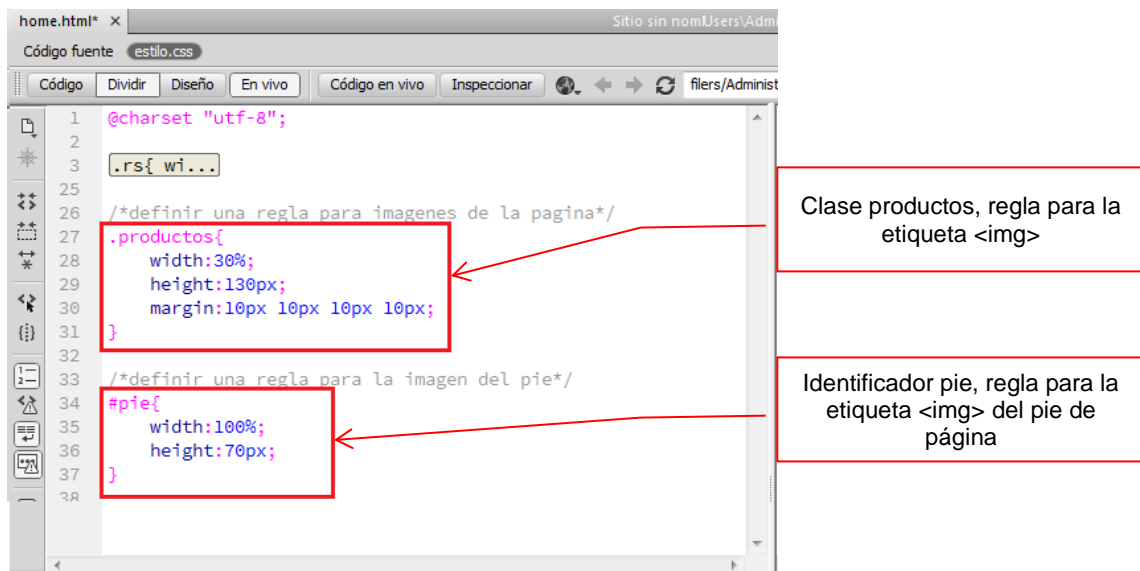 home.html* ×
Sitio sin nom\Users\Admi
Código fuente estilo.css
Código Dividir Diseño En vivo Código en vivo Inspeccionar filers/Administ
1 @charset "utf-8";
2
3 .rs{ wi...
25
26 /*definir una regla para imagenes de la pagina*/
27 .productos{
28 width:30%;
29 height:130px;
30 margin:10px 10px 10px 10px;
31 }
32
33 /*definir una regla para la imagen del pie*/
34 #pie{
35 width:100%;
36 height:70px;
37 }
38
Clase productos, regla para la
etiqueta <img>
Identificador pie, regla para la
etiqueta <img> del pie de
página